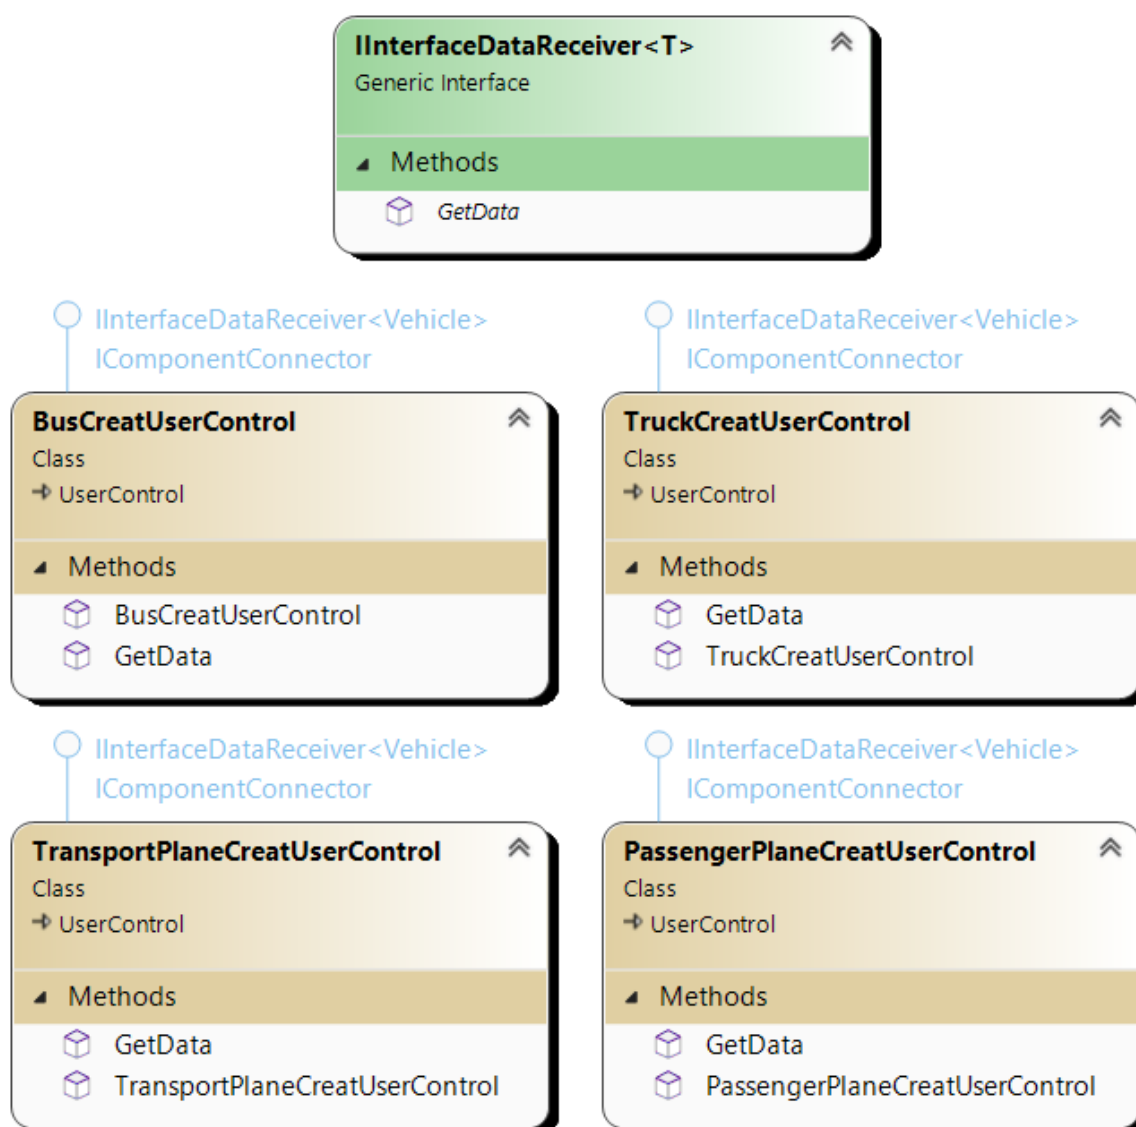 IInterfaceDataReceiver<T>
Generic Interface
Methods
GetData
IInterfaceDataReceiver<Vehicle>
IComponentConnector
BusCreatUserControl
Class
UserControl
Methods
BusCreatUserControl
GetData
IInterfaceDataReceiver<Vehicle>
IComponentConnector
TruckCreatUserControl
Class
UserControl
Methods
GetData
TruckCreatUserControl
IInterfaceDataReceiver<Vehicle>
IComponentConnector
TransportPlaneCreatUserControl
Class
UserControl
Methods
GetData
TransportPlaneCreatUserControl
IInterfaceDataReceiver<Vehicle>
IComponentConnector
PassengerPlaneCreatUserControl
Class
UserControl
Methods
GetData
PassengerPlaneCreatUserControl